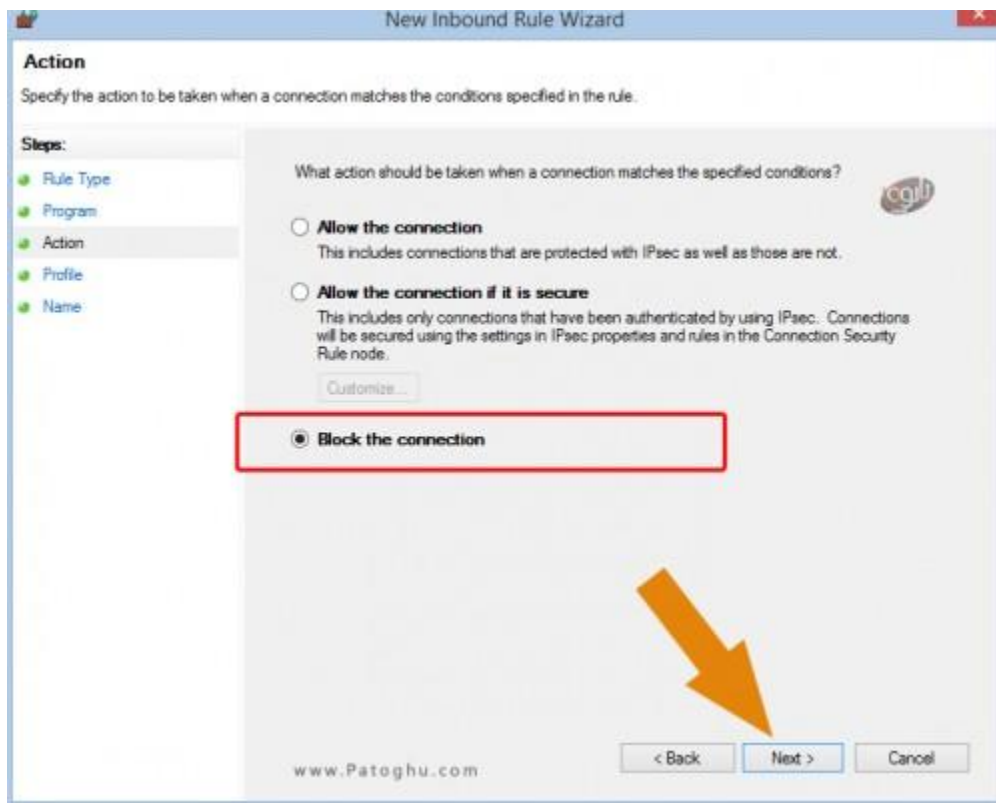 New Inbound Rule Wizard
Action
Specify the action to be taken when a connection matches the conditions specified in the rule.
Steps:
Rule Type
Program
Action
Profile
Name
What action should be taken when a connection matches the specified conditions?
Allow the connection
This includes connections that are protected with IPsec as well as those are not.
Allow the connection if it is secure
This includes only connections that have been authenticated by using IPsec. Connections
will be secured using the settings in IPsec properties and rules in the Connection Security
Rule node.
Customize...
Block the connection
www.Patoghu.com
< Back
Next >
Cancel